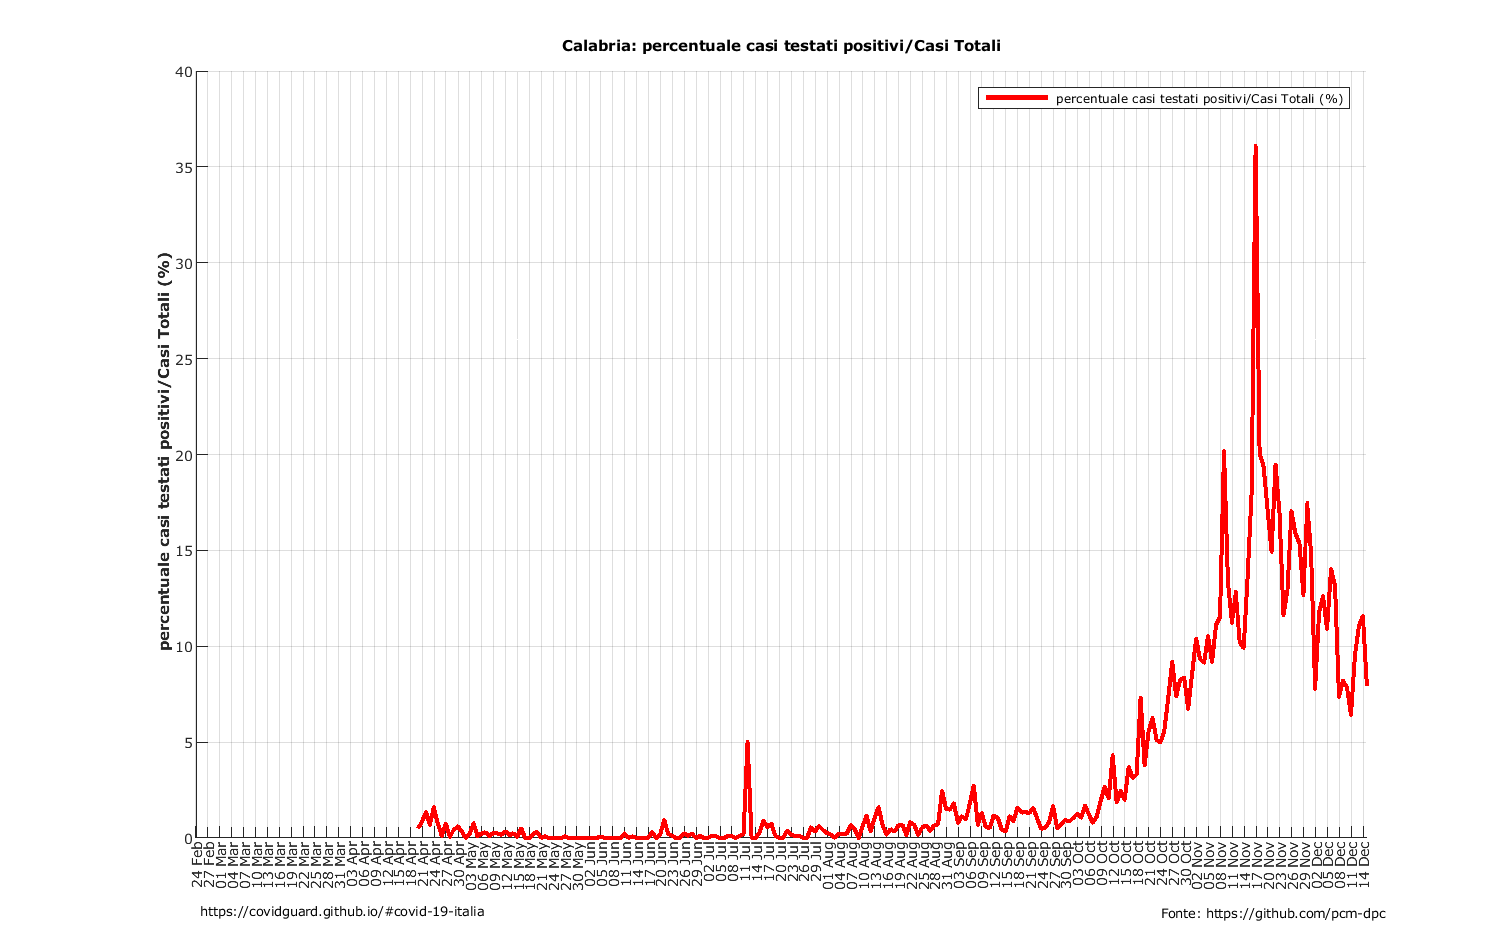 Calabria: percentuale casi testati positivi/Casi Totali
percentuale casi testati positivi/Casi Totali (%)
percentuale casi testati positivi/Casi Totali (%)
40
35
30
25
20
15
10
5
0
24 Feb
27 Feb
01 Mar
04 Mar
07 Mar
10 Mar
13 Mar
16 Mar
19 Mar
22 Mar
25 Mar
28 Mar
31 Mar
03 Apr
06 Apr
09 Apr
12 Apr
15 Apr
18 Apr
21 Apr
24 Apr
27 Apr
30 Apr
03 May
06 May
09 May
12 May
15 May
18 May
21 May
24 May
27 May
30 May
02 Jun
05 Jun
08 Jun
11 Jun
14 Jun
17 Jun
20 Jun
23 Jun
26 Jun
29 Jun
02 Jul
05 Jul
08 Jul
11 Jul
14 Jul
17 Jul
20 Jul
23 Jul
26 Jul
29 Jul
01 Aug
04 Aug
07 Aug
10 Aug
13 Aug
16 Aug
19 Aug
22 Aug
25 Aug
28 Aug
31 Aug
03 Sep
06 Sep
09 Sep
12 Sep
15 Sep
18 Sep
21 Sep
24 Sep
27 Sep
30 Sep
03 Oct
06 Oct
09 Oct
12 Oct
15 Oct
18 Oct
21 Oct
24 Oct
27 Oct
30 Oct
02 Nov
05 Nov
08 Nov
11 Nov
14 Nov
17 Nov
20 Nov
23 Nov
26 Nov
29 Nov
02 Dec
05 Dec
08 Dec
11 Dec
14 Dec
https://covidguard.github.io/#covid-19-italia
Fonte: https://github.com/pcm-dpc